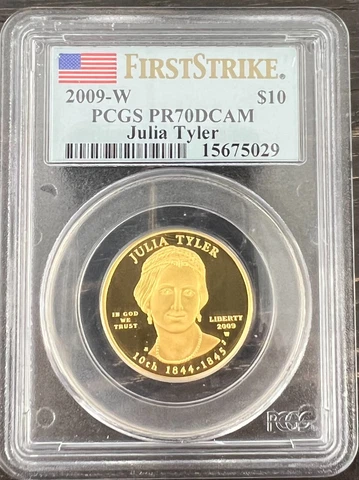 FIRSTSTRIKE®
2009-W $10
PCGS PR70DCAM
Julia Tyler
15675029
JULIA TYLER
IN GOD
WE
TRUST
LIBERTY
2009
W
10th 1844-1845
PCGS